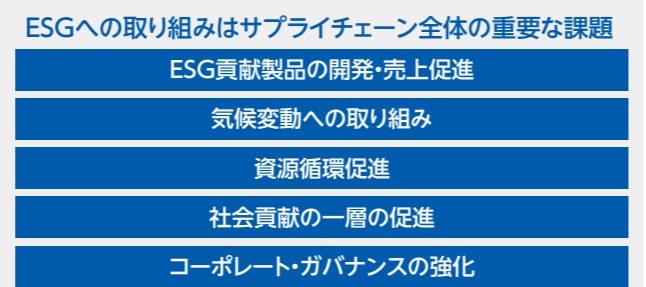 ESGへの取り組みはサプライチェーン全体の重要な課題
ESG貢献製品の開発・売上促進
気候変動への取り組み
資源循環促進
社会貢献の一層の促進
コーポレート・ガバナンスの強化